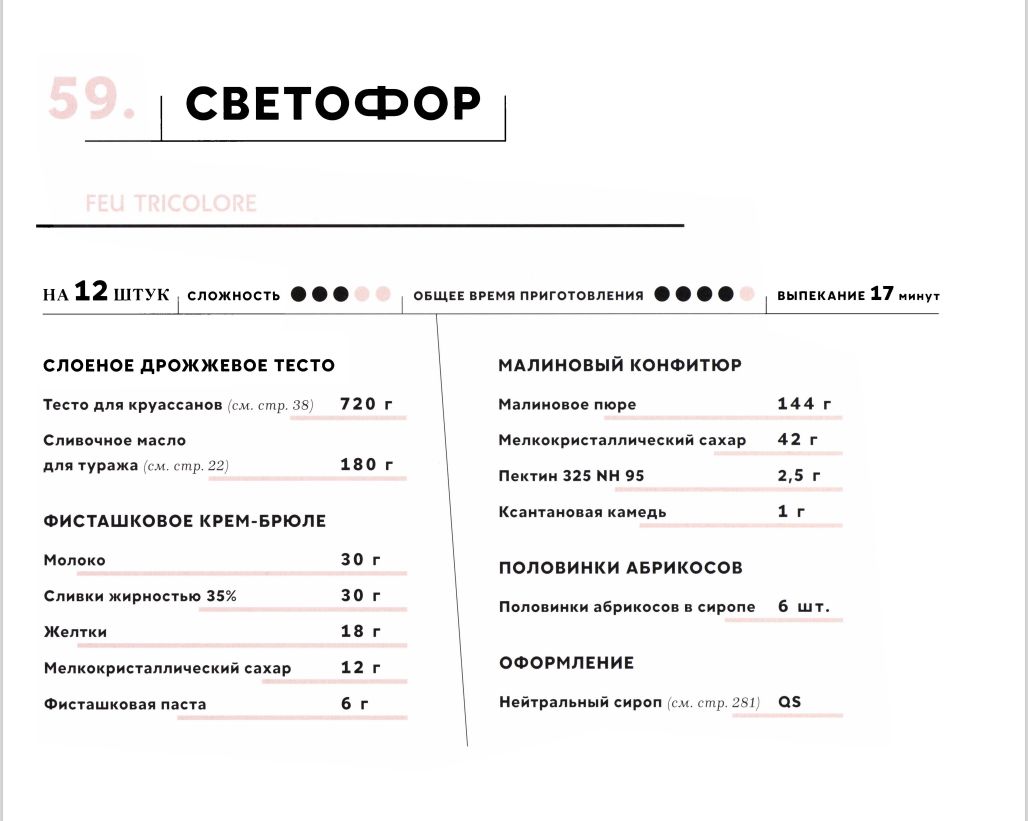 59. СВЕТОФОР
FEU TRICOLORE
НА 12 ШТУК СЛОЖНОСТЬ ОБЩЕЕ ВРЕМЯ ПРИГОТОВЛЕНИЯ ВЫПЕКАНИЕ 17 минут
СЛОЕНОЕ ДРОЖЖЕВОЕ ТЕСТО
Тесто для круассанов (см. стр. 38) 720 г
Сливочное масло
для туража (см. стр. 22) 180 г
ФИСТАШКОВОЕ КРЕМ-БРЮЛЕ
Молоко 30 г
Сливки жирностью 35% 30 г
Желтки 18 г
Мелкокристаллический сахар 12 г
Фисташковая паста 6 г
МАЛИНОВЫЙ КОНФИТЮР
Малиновое пюре 144 г
Мелкокристаллический сахар 42 г
Пектин 325 NH 95 2,5 г
Ксантановая камедь 1 г
ПОЛОВИНКИ АБРИКОСОВ
Половинки абрикосов в сиропе 6 шт.
ОФОРМЛЕНИЕ
Нейтральный сироп (см. стр. 281) QS